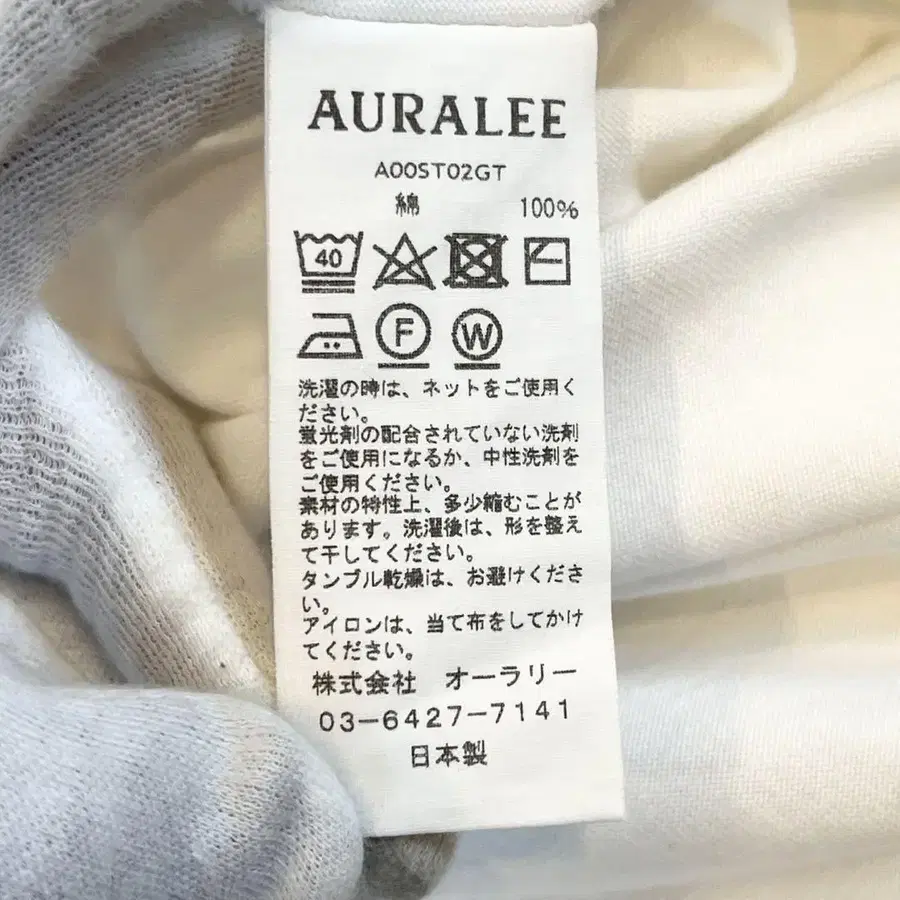 AURALEE
A00ST02GT
綿 100%
40
F W
洗濯の時は、ネットをご使用く
ださい。
蛍光剤の配合されていない洗剤
をご使用になるか、中性洗剤を
ご使用ください。
素材の特性上、多少縮むことが
あります。洗濯後は、形を整え
て干してください。
タンブル乾燥は、お避けくださ
い。
アイロンは、当て布をしてかけ
てください。
株式会社 オーラリー
03-6427-7141
日本製